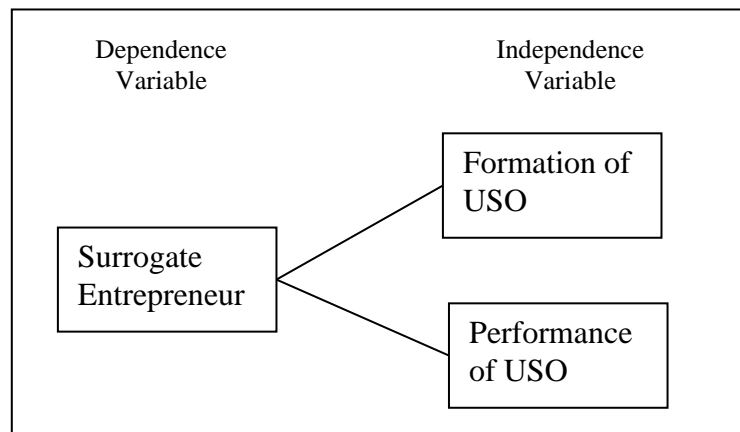 Dependence
Variable
Independence
Variable
Formation of
USO
Surrogate
Entrepreneur
Performance
of USO